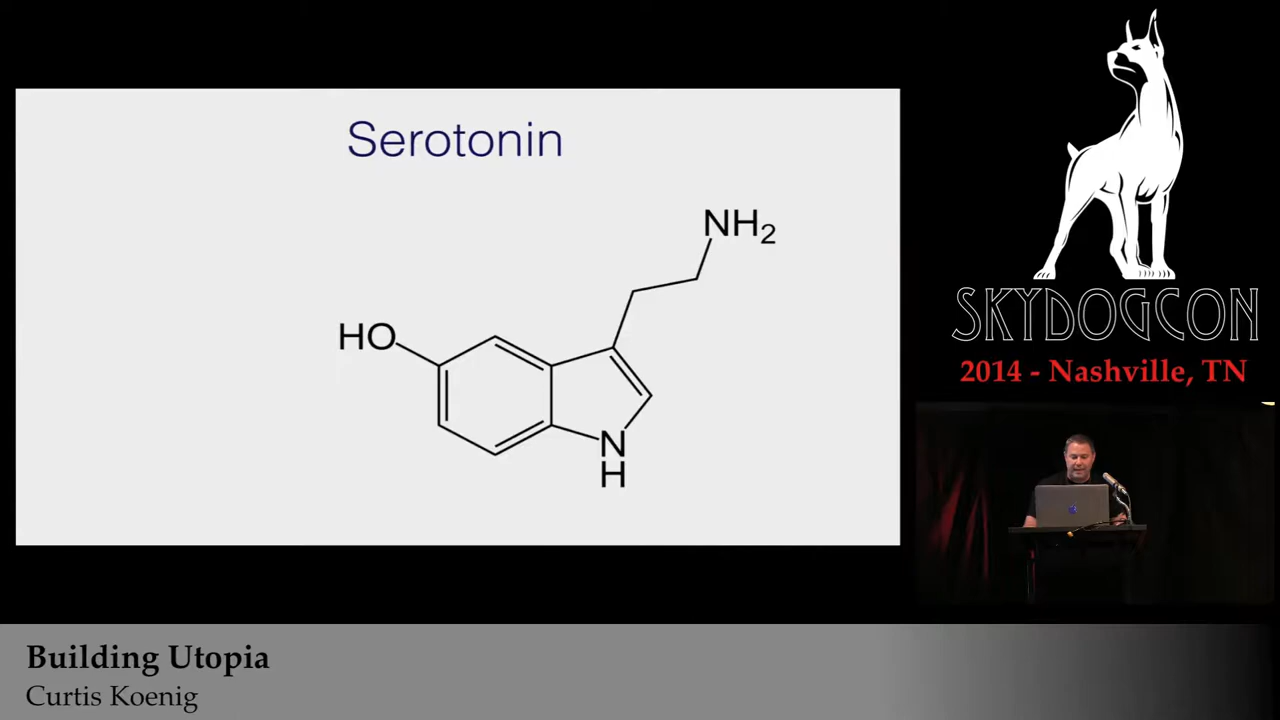 Serotonin
NH2
HO
N
H
SKYDOGCON
2014 - Nashville, TN
Building Utopia
Curtis Koenig